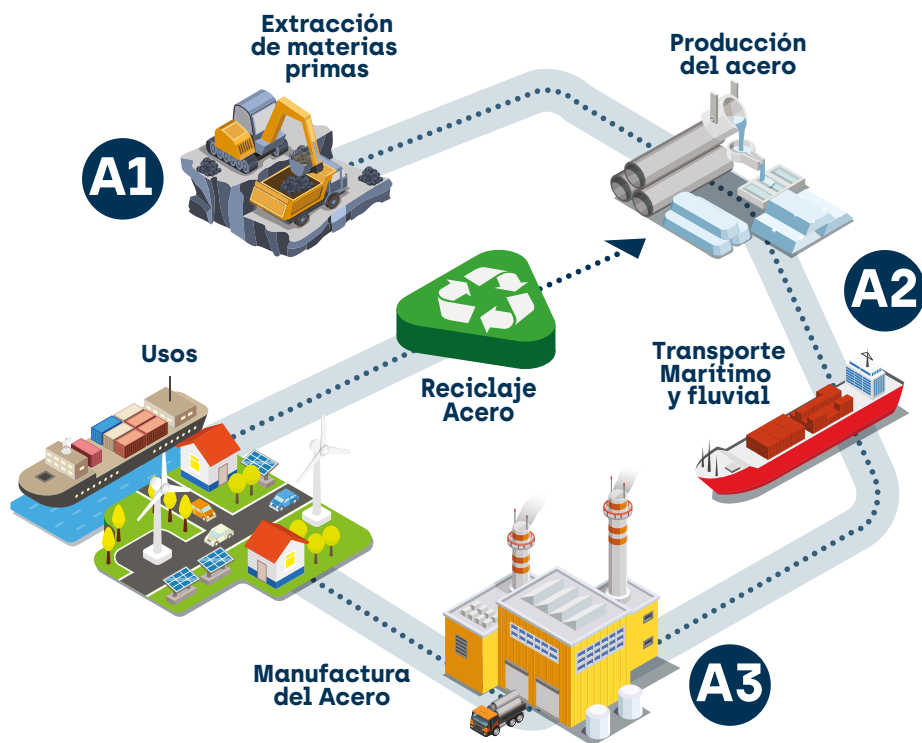 Extracción
de materias
primas
Producción
del acero
A1
A2
Usos
Transporte
Marítimo
y fluvial
Reciclaje
Acero
Manufactura
del Acero
A3